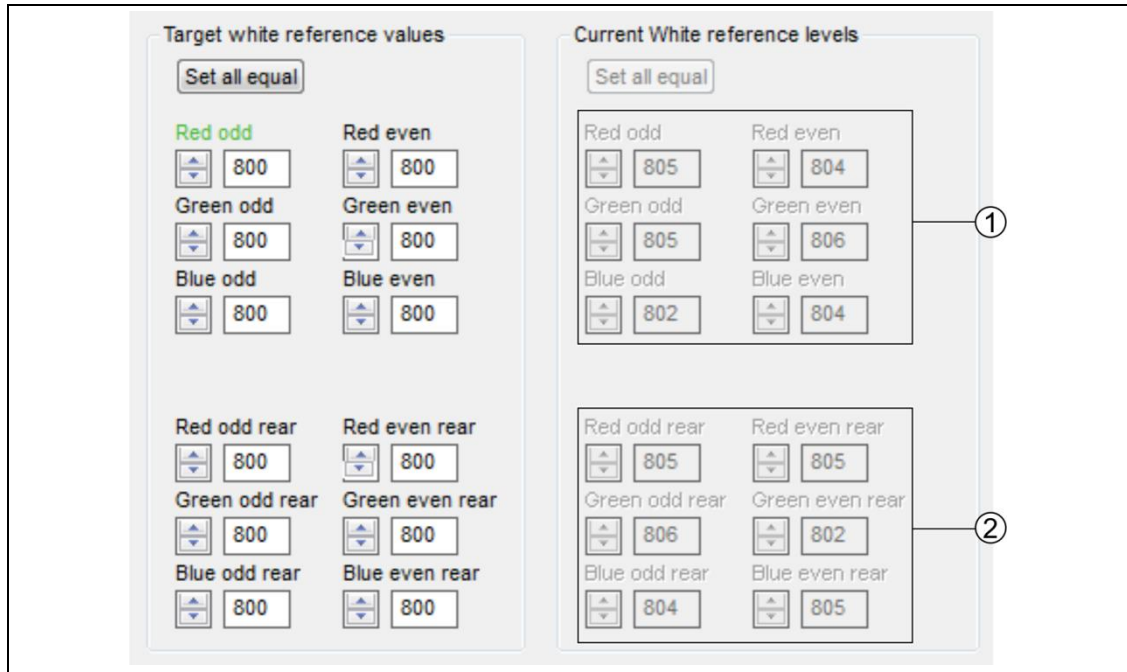 Target white reference values
Set all equal
Red odd Red even
800 800
Green odd Green even
800 800
Blue odd Blue even
800 800
Red odd rear Red even rear
800 800
Green odd rear Green even rear
800 800
Blue odd rear Blue even rear
800 800
Current White reference levels
Set all equal
Red odd Red even
805 804
Green odd Green even
805 806
Blue odd Blue even
802 804
①
Red odd rear Red even rear
805 805
Green odd rear Green even rear
806 802
Blue odd rear Blue even rear
804 805
②